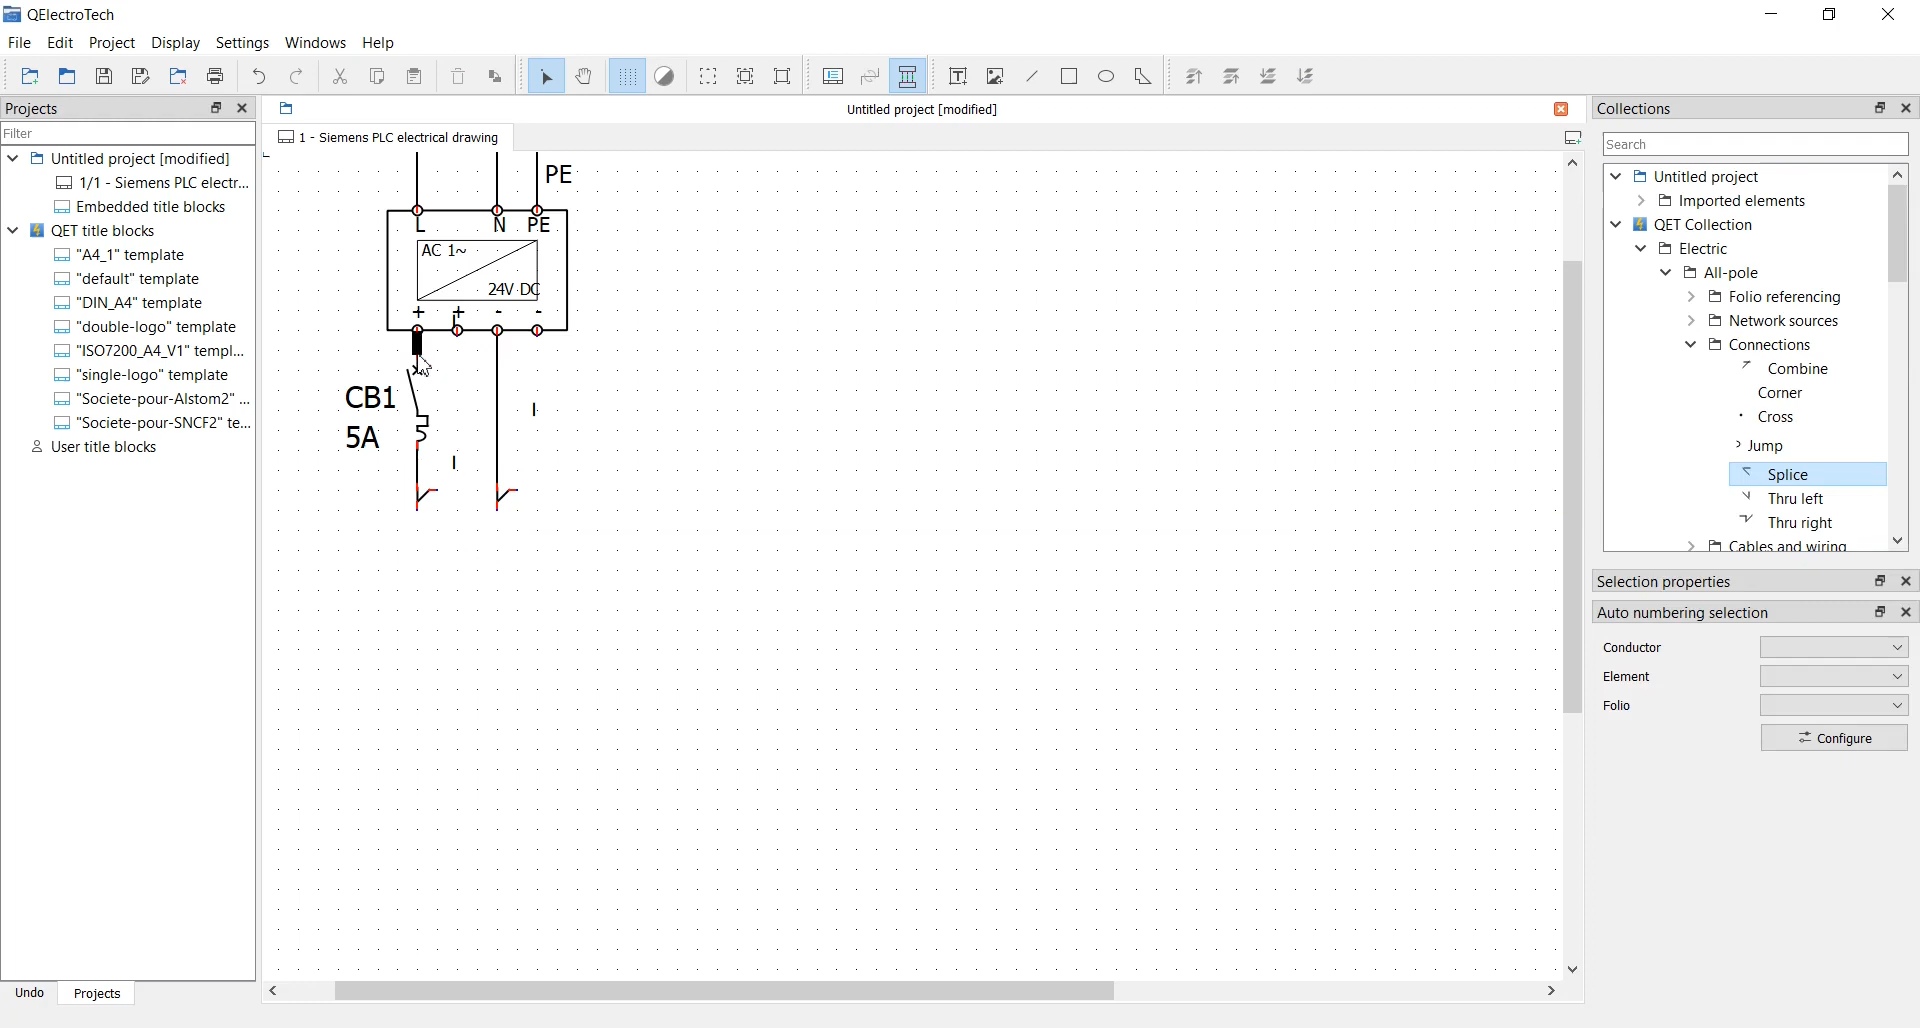 QElectroTech
File Edit Project Display Settings Windows Help
Projects
Untitled project [modified]
Collections
Filter
1 - Siemens PLC electrical drawing
Search
Untitled project [modified]
1/1 - Siemens PLC electr...
Embedded title blocks
QET title blocks
"A4_1" template
"default" template
"DIN_A4" template
"double-logo" template
"ISO7200_A4_V1" templ...
"single-logo" template
"Societe-pour-Alstom2" ...
"Societe-pour-SNCF2" te...
User title blocks
PE
L N PE
AC 1~
24V DC
+ + - -
CB1
5A
Untitled project
Imported elements
QET Collection
Electric
All-pole
Folio referencing
Network sources
Connections
Combine
Corner
Cross
Jump
Splice
Thru left
Thru right
Cables and wiring
Selection properties
Auto numbering selection
Conductor
Element
Folio
Configure
Undo Projects